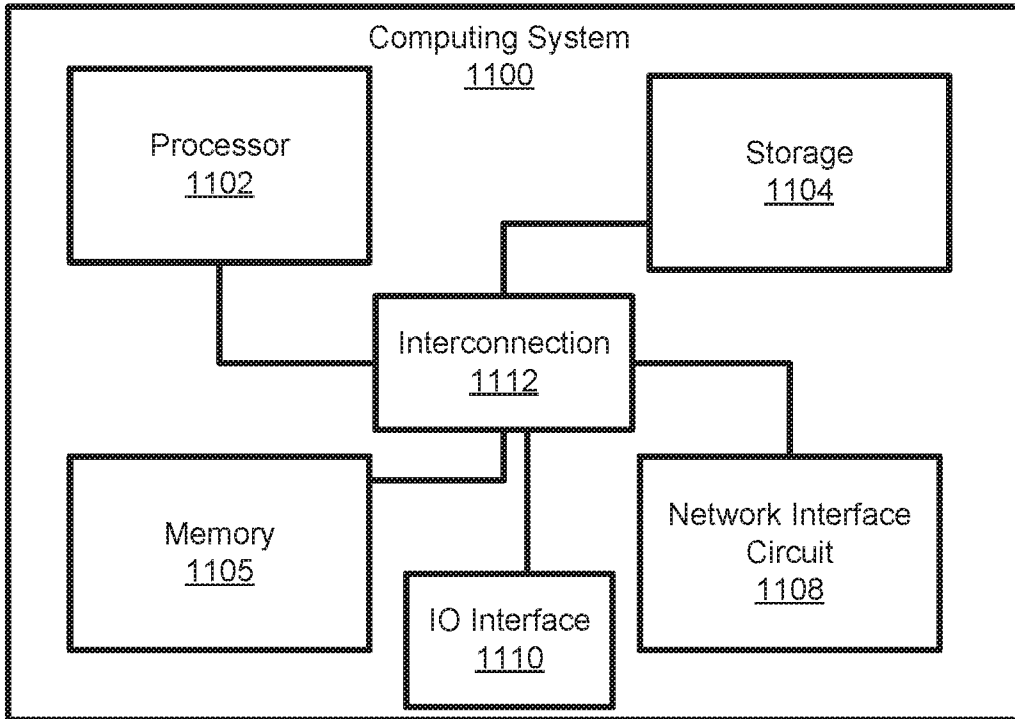 Computing System
1100
Processor
1102
Storage
1104
Interconnection
1112
Memory
1105
Network Interface
Circuit
1108
IO Interface
1110